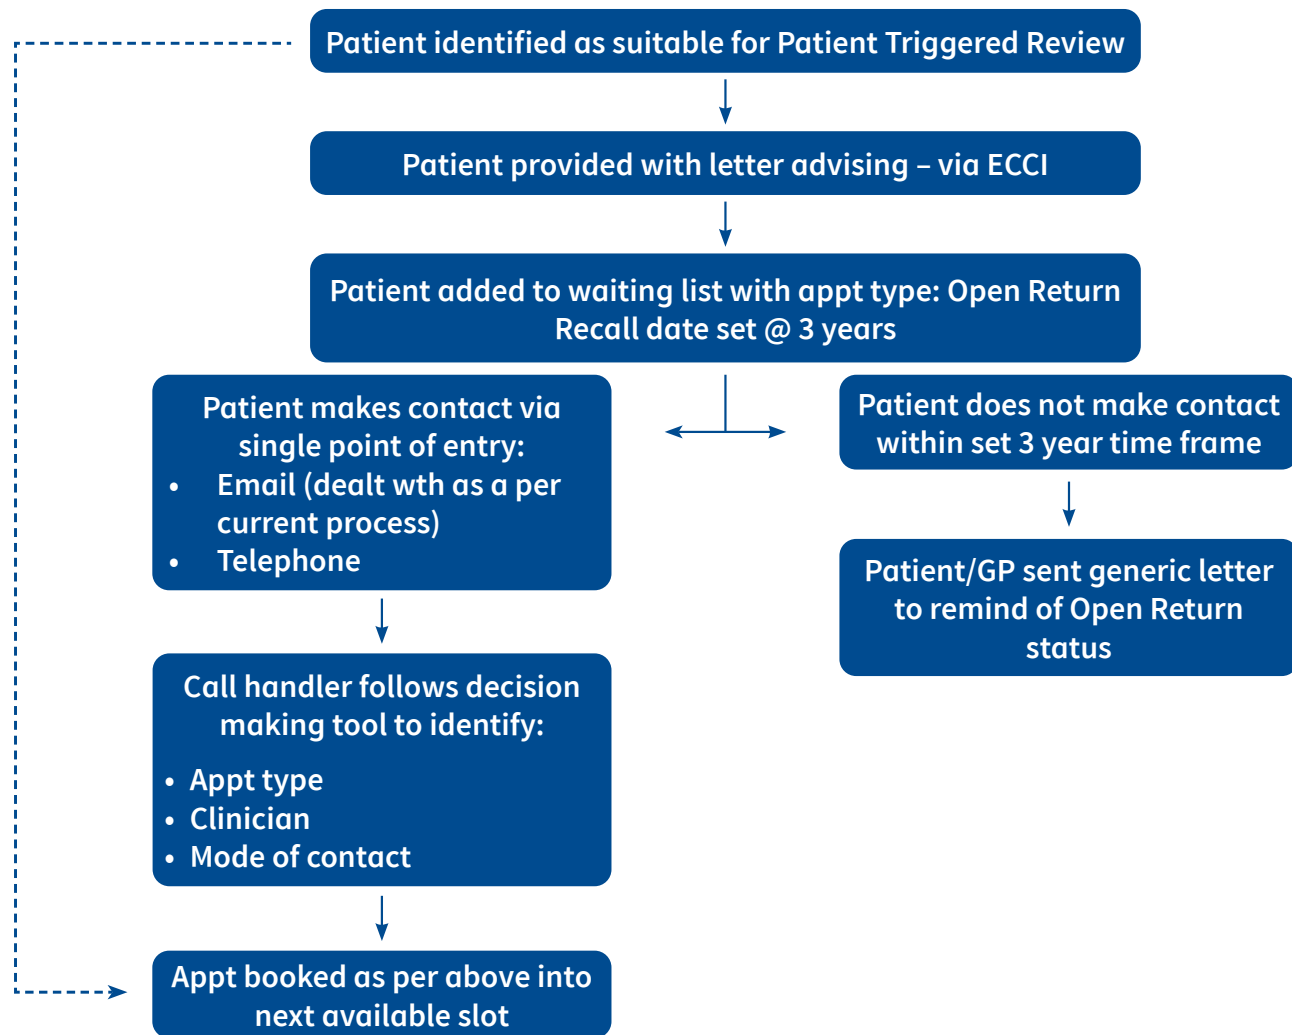 Patient identified as suitable for Patient Triggered Review
Patient provided with letter advising – via ECCI
Patient added to waiting list with appt type: Open Return
Recall date set @ 3 years
Patient makes contact via
single point of entry:
• Email (dealt wth as a per
current process)
• Telephone
Patient does not make contact
within set 3 year time frame
Patient/GP sent generic letter
to remind of Open Return
status
Call handler follows decision
making tool to identify:
• Appt type
• Clinician
• Mode of contact
Appt booked as per above into
next available slot